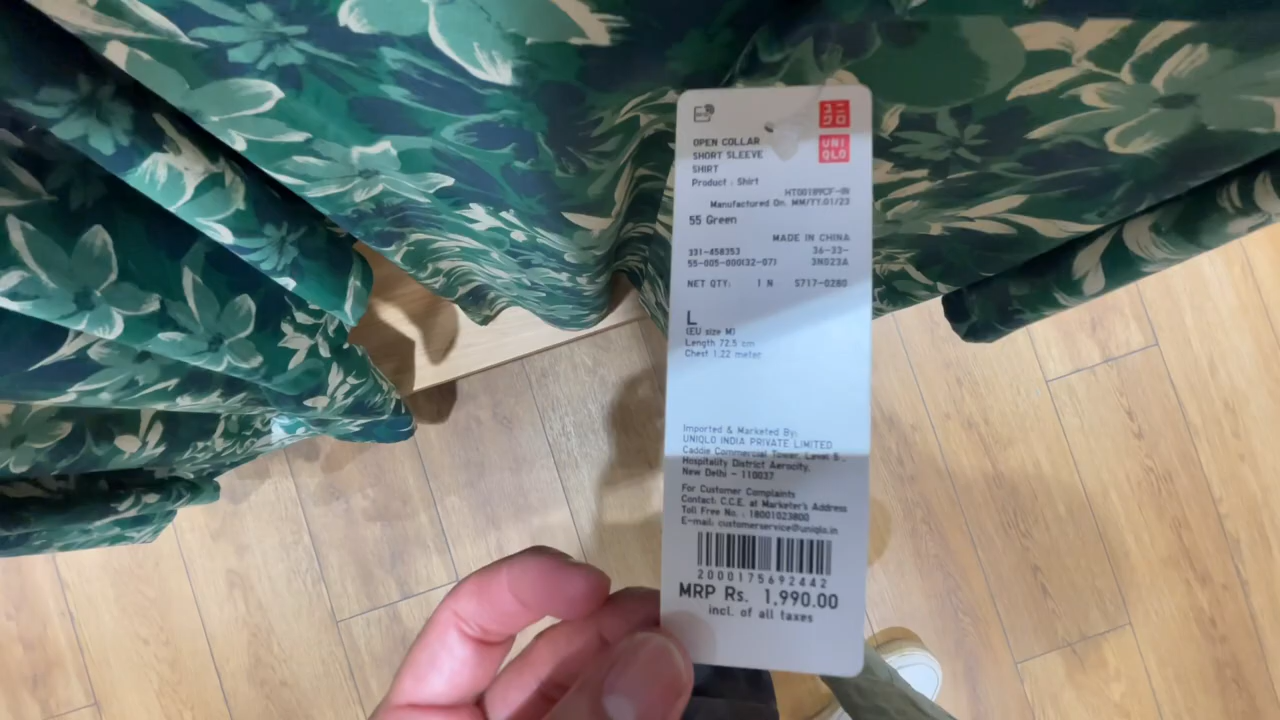 ユニ
クロ
UNI
QLO
OPEN COLLAR
SHORT SLEEVE
SHIRT
Product : Shirt
HT00189CF-IN
Manufactured On. MM/YY.01/23
55 Green
MADE IN CHINA
331-458353 36-33-
55-005-000(32-07) 3N023A
NET QTY: 1 N S717-0280
L
(EU size M)
Length 72.5 cm
Chest 1.22 meter
Imported & Marketed By:
UNIQLO INDIA PRIVATE LIMITED
Caddie Commercial Tower, Level 5 -
Hospitality District Aerocity,
New Delhi - 110037
For Customer Complaints
Contact: C.C.E. at Marketer's Address
Toll Free No. : 18001023800
E-mail: customerservice@uniqlo.in
2000175692442
MRP Rs. 1,990.00
incl. of all taxes